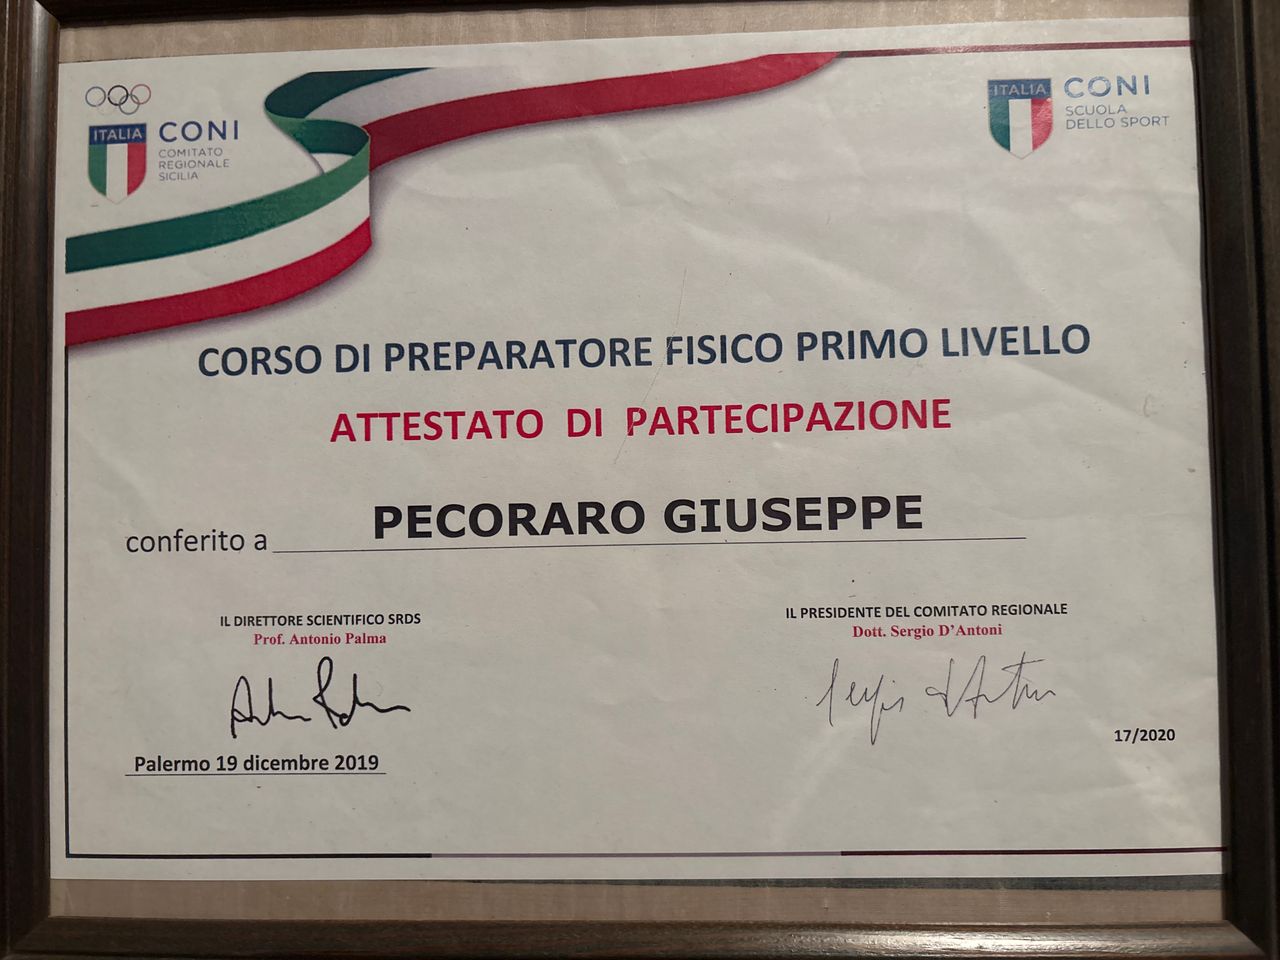 ITALIA
CONI
COMITATO
REGIONALE
SICILIA
ITALIA
CONI
SCUOLA
DELLO SPORT
CORSO DI PREPARATORE FISICO PRIMO LIVELLO
ATTESTATO DI PARTECIPAZIONE
conferito a PECORARO GIUSEPPE
IL DIRETTORE SCIENTIFICO SRDS
Prof. Antonio Palma
IL PRESIDENTE DEL COMITATO REGIONALE
Dott. Sergio D'Antoni
17/2020
Palermo 19 dicembre 2019